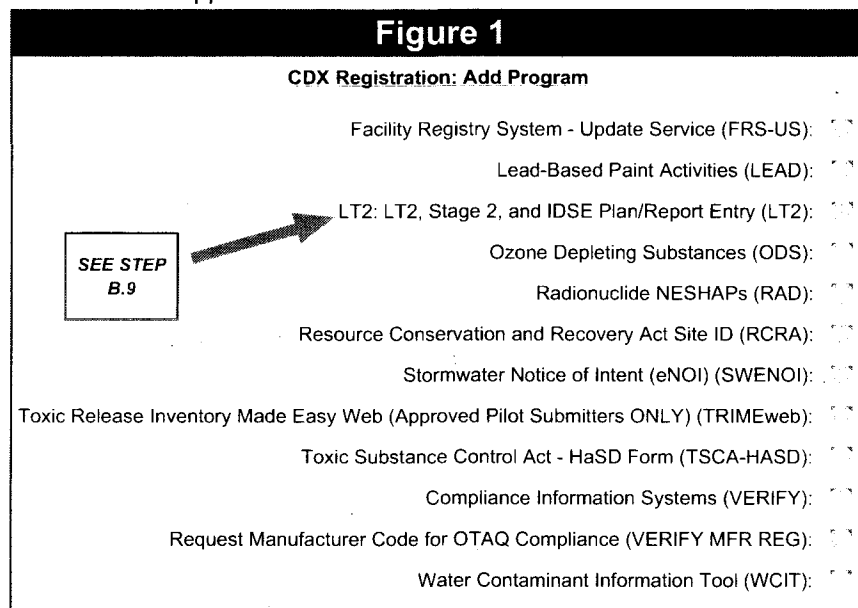 Figure 1
CDX Registration: Add Program
Facility Registry System - Update Service (FRS-US):
Lead-Based Paint Activities (LEAD):
LT2: LT2, Stage 2, and IDSE Plan/Report Entry (LT2):
SEE STEP
B.9
Ozone Depleting Substances (ODS):
Radionuclide NESHAPs (RAD):
Resource Conservation and Recovery Act Site ID (RCRA):
Stormwater Notice of Intent (eNOI) (SWENOI):
Toxic Release Inventory Made Easy Web (Approved Pilot Submitters ONLY) (TRIMEweb):
Toxic Substance Control Act - HaSD Form (TSCA-HASD):
Compliance Information Systems (VERIFY):
Request Manufacturer Code for OTAQ Compliance (VERIFY MFR REG):
Water Contaminant Information Tool (WCIT):